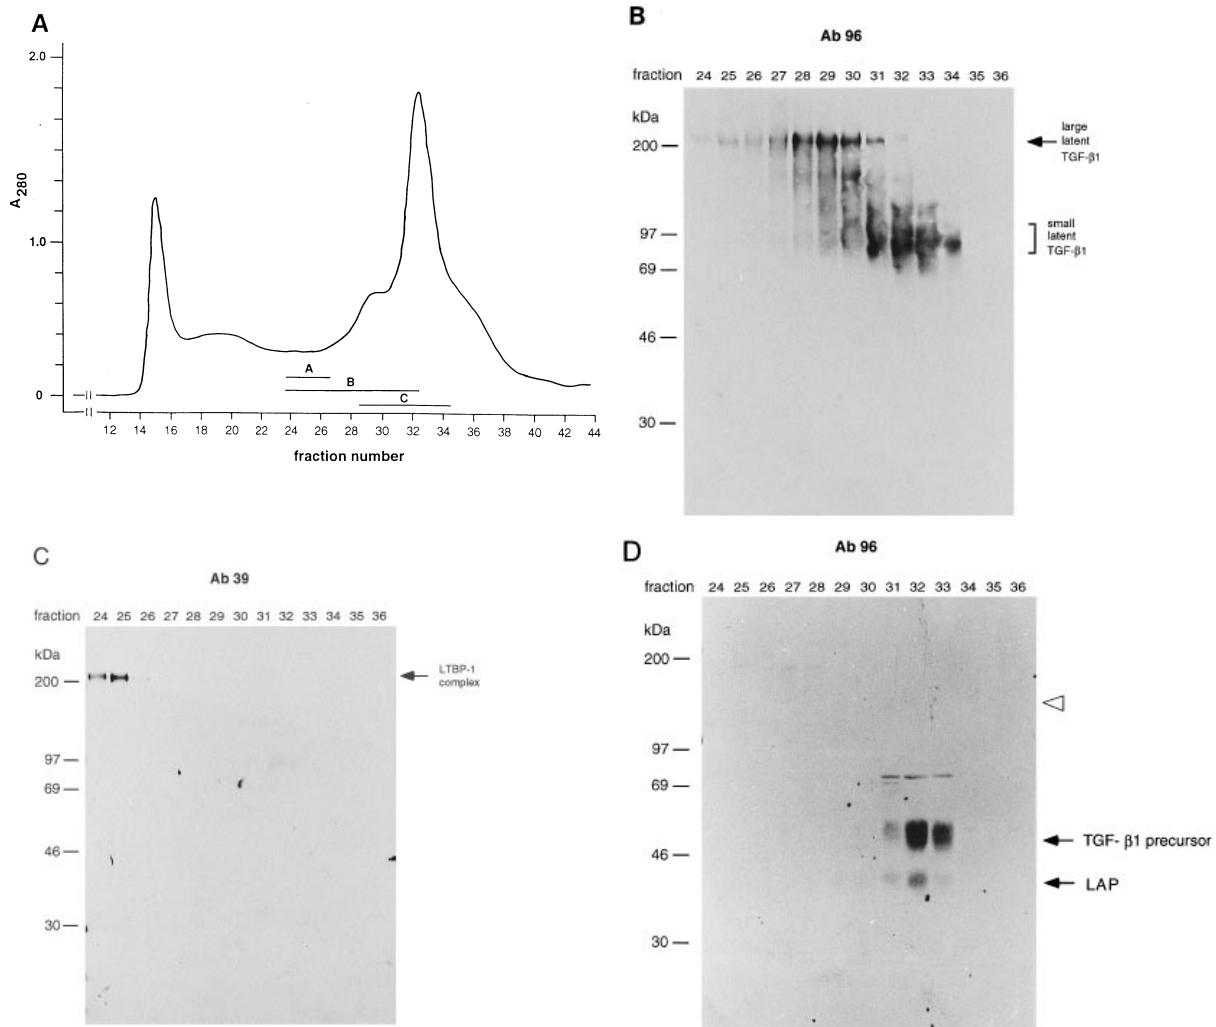 A
2.0
1.0
0
A280
A
B
C
12 14 16 18 20 22 24 26 28 30 32 34 36 38 40 42 44
fraction number
B
Ab 96
fraction 24 25 26 27 28 29 30 31 32 33 34 35 36
kDa
200
97
69
46
30
large
latent
TGF-β1
small
latent
TGF-β1
C
Ab 39
fraction 24 25 26 27 28 29 30 31 32 33 34 35 36
kDa
200
97
69
46
30
LTBP-1
complex
D
Ab 96
fraction 24 25 26 27 28 29 30 31 32 33 34 35 36
kDa
200
97
69
46
30
TGF- β1 precursor
LAP